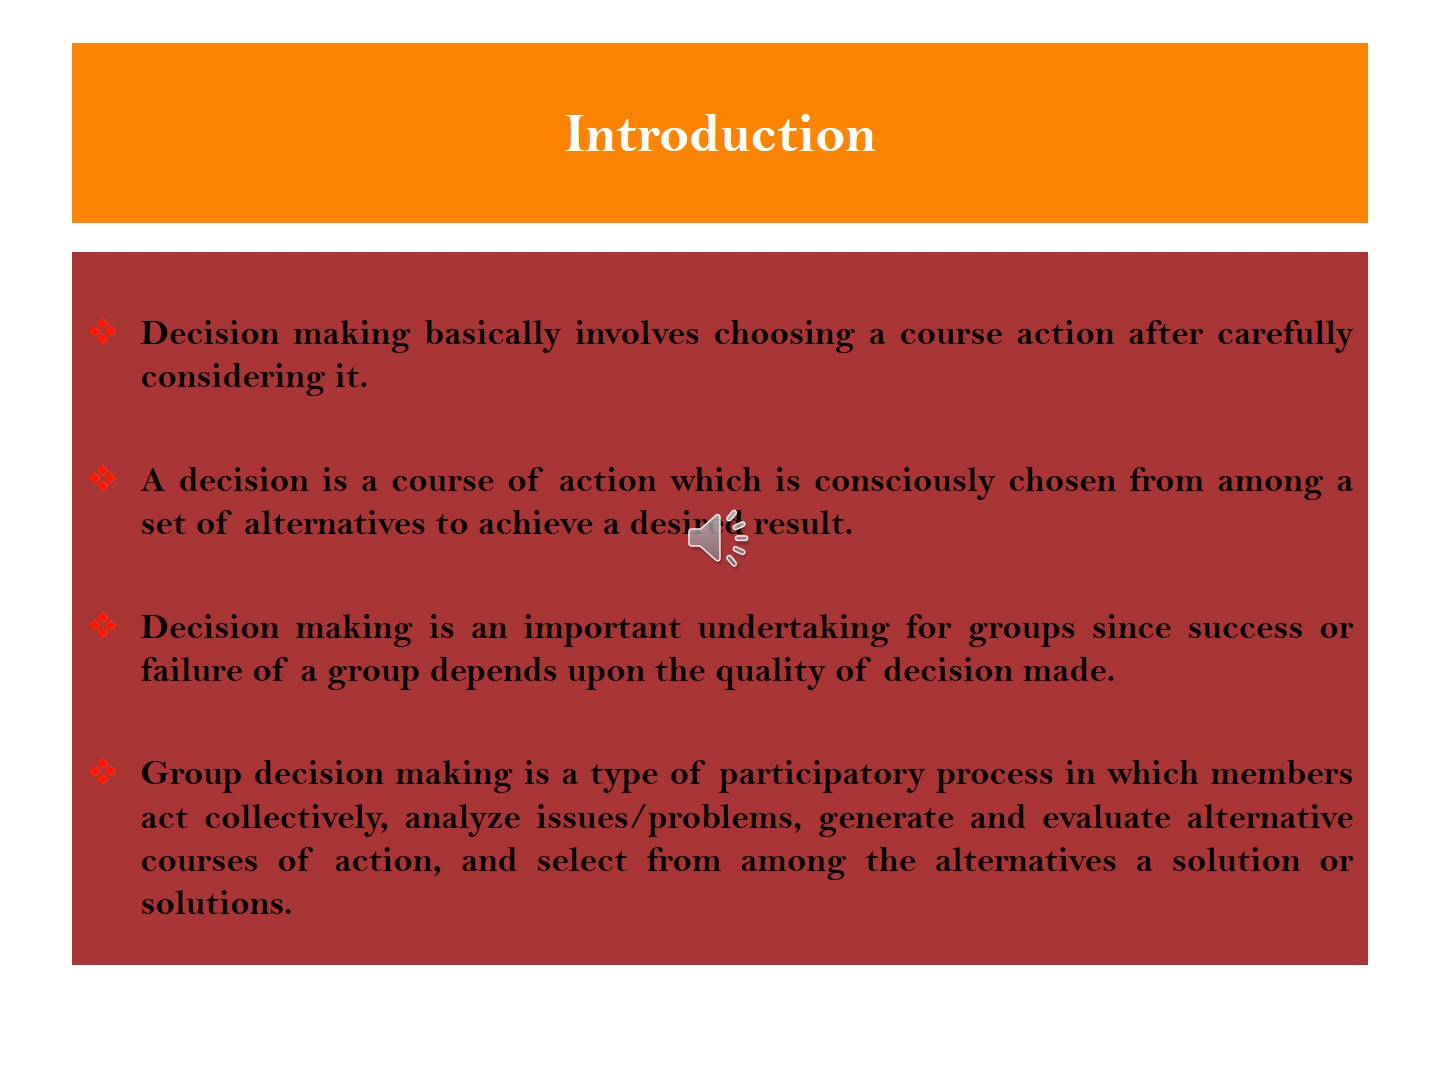 Introduction
Decision making basically involves choosing a course action after carefully
considering it.
A decision is a course of action which is consciously chosen from among a
set of alternatives to achieve a desired result.
Decision making is an important undertaking for groups since success or
failure of a group depends upon the quality of decision made.
Group decision making is a type of participatory process in which members
act collectively, analyze issues/problems, generate and evaluate alternative
courses of action, and select from among the alternatives a solution or
solutions.